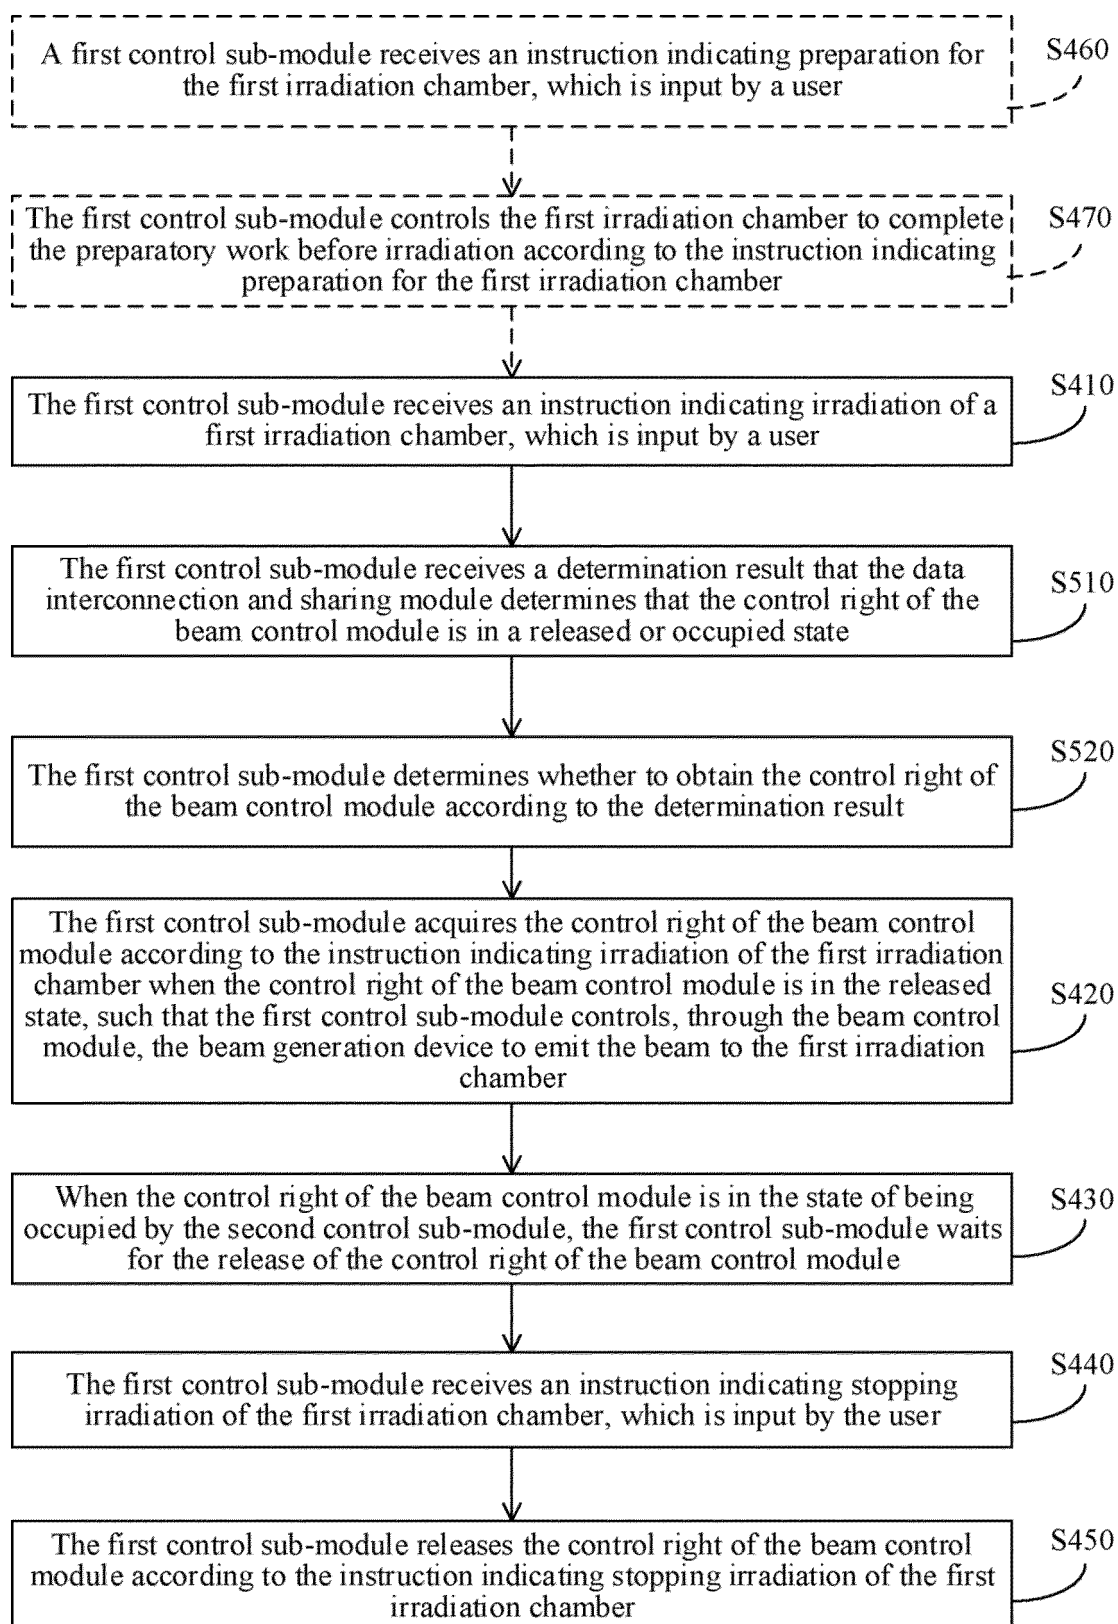 A first control sub-module receives an instruction indicating preparation for
the first irradiation chamber, which is input by a user
S460
The first control sub-module controls the first irradiation chamber to complete
the preparatory work before irradiation according to the instruction indicating
preparation for the first irradiation chamber
S470
The first control sub-module receives an instruction indicating irradiation of a
first irradiation chamber, which is input by a user
S410
The first control sub-module receives a determination result that the data
interconnection and sharing module determines that the control right of the
beam control module is in a released or occupied state
S510
The first control sub-module determines whether to obtain the control right of
the beam control module according to the determination result
S520
The first control sub-module acquires the control right of the beam control
module according to the instruction indicating irradiation of the first irradiation
chamber when the control right of the beam control module is in the released
state, such that the first control sub-module controls, through the beam control
module, the beam generation device to emit the beam to the first irradiation
chamber
S420
When the control right of the beam control module is in the state of being
occupied by the second control sub-module, the first control sub-module waits
for the release of the control right of the beam control module
S430
The first control sub-module receives an instruction indicating stopping
irradiation of the first irradiation chamber, which is input by the user
S440
The first control sub-module releases the control right of the beam control
module according to the instruction indicating stopping irradiation of the first
irradiation chamber
S450